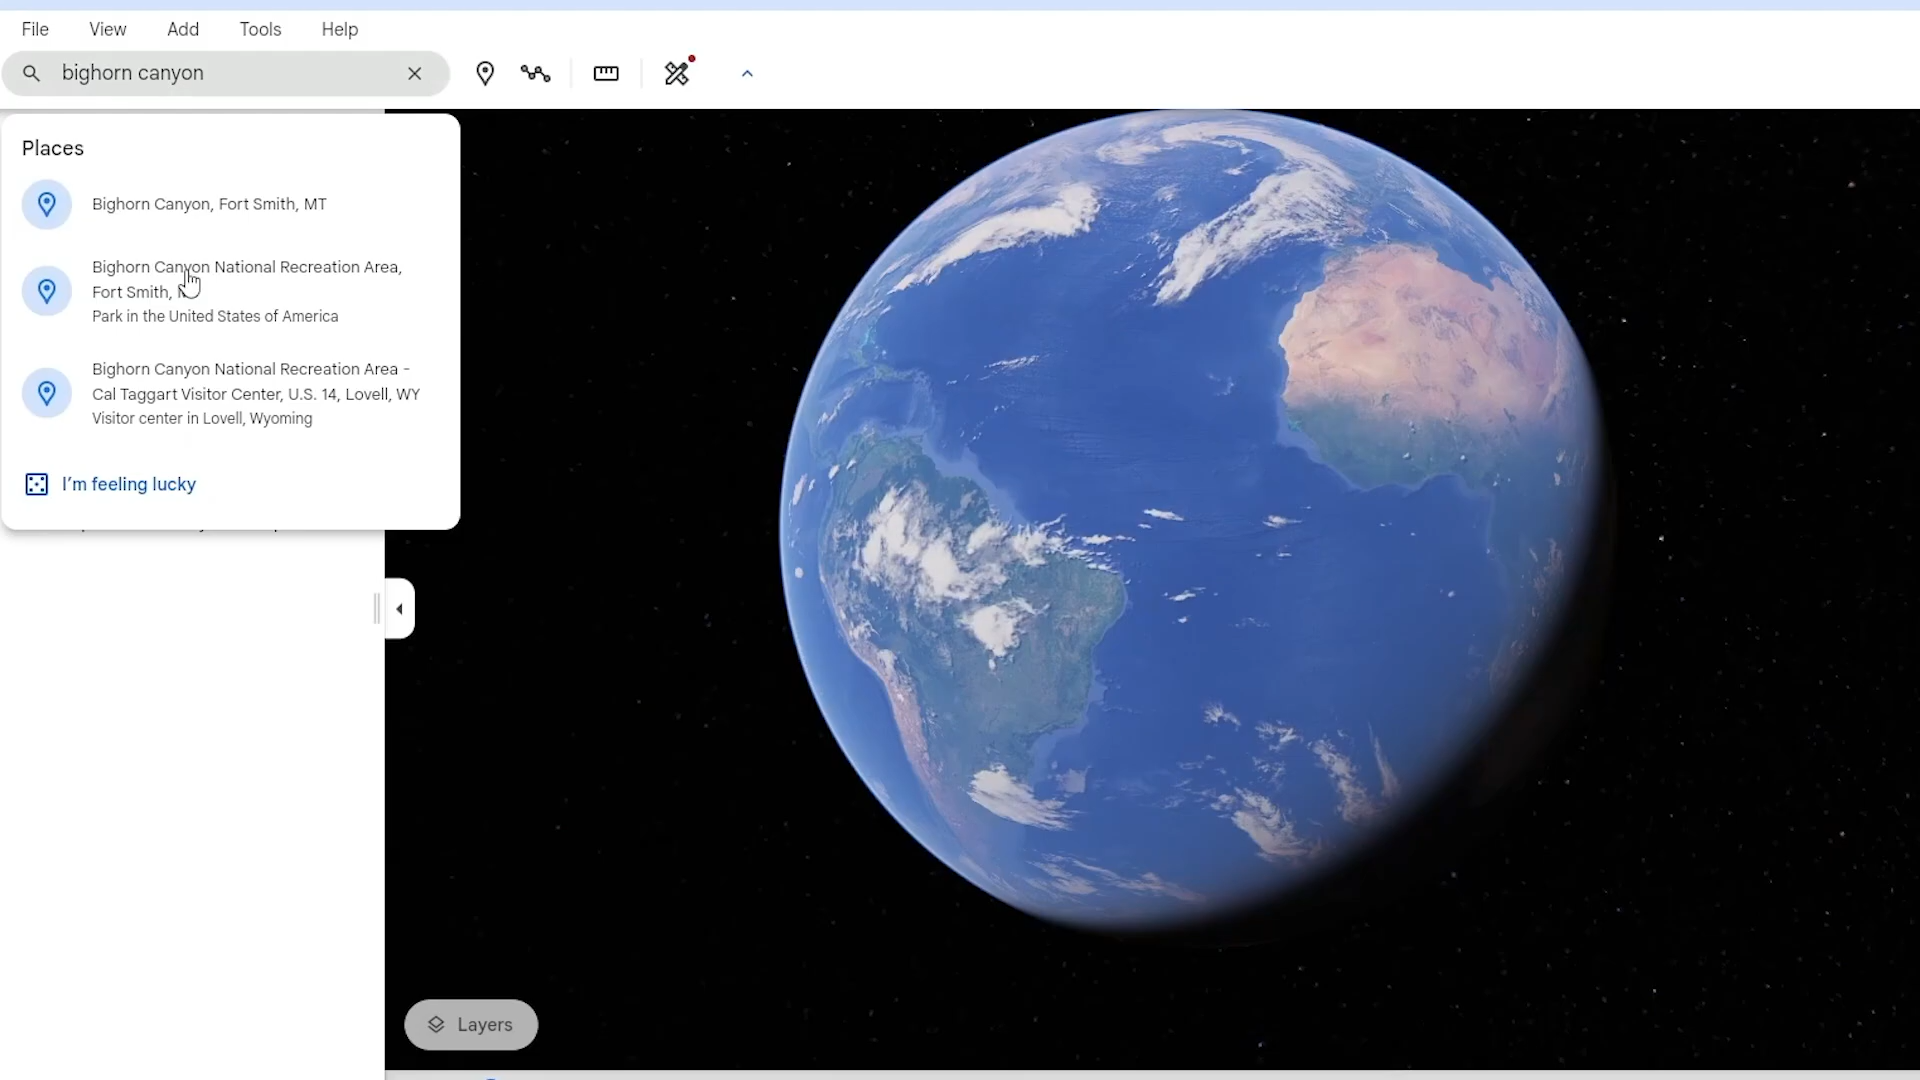 File View Add Tools Help
bighorn canyon
Places
Bighorn Canyon, Fort Smith, MT
Bighorn Canyon National Recreation Area,
Fort Smith,
Park in the United States of America
Bighorn Canyon National Recreation Area -
Cal Taggart Visitor Center, U.S. 14, Lovell, WY
Visitor center in Lovell, Wyoming
I'm feeling lucky
Layers